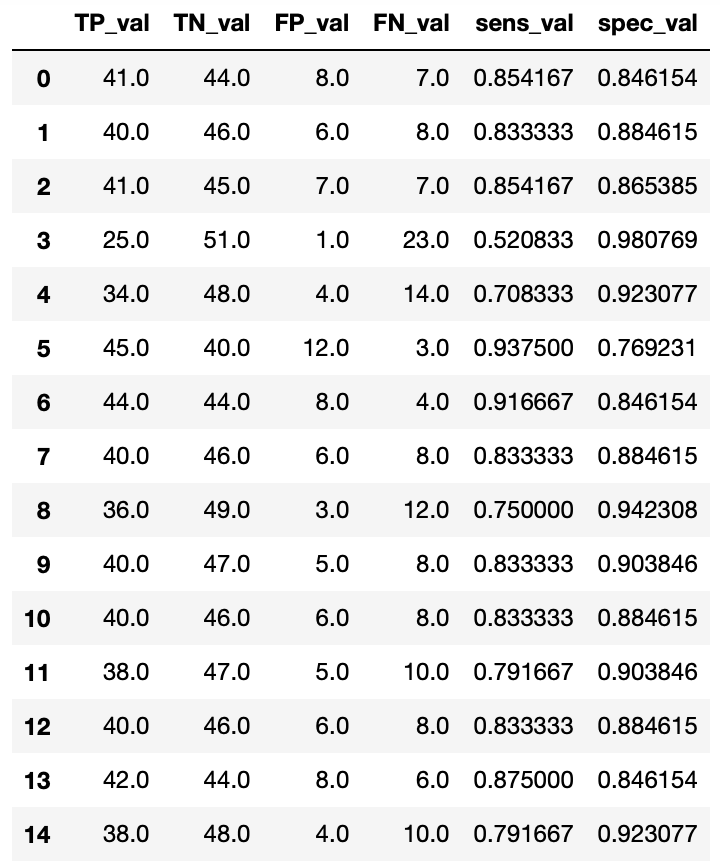 TP_val TN_val FP_val FN_val sens_val spec_val
0 41.0 44.0 8.0 7.0 0.854167 0.846154
1 40.0 46.0 6.0 8.0 0.833333 0.884615
2 41.0 45.0 7.0 7.0 0.854167 0.865385
3 25.0 51.0 1.0 23.0 0.520833 0.980769
4 34.0 48.0 4.0 14.0 0.708333 0.923077
5 45.0 40.0 12.0 3.0 0.937500 0.769231
6 44.0 44.0 8.0 4.0 0.916667 0.846154
7 40.0 46.0 6.0 8.0 0.833333 0.884615
8 36.0 49.0 3.0 12.0 0.750000 0.942308
9 40.0 47.0 5.0 8.0 0.833333 0.903846
10 40.0 46.0 6.0 8.0 0.833333 0.884615
11 38.0 47.0 5.0 10.0 0.791667 0.903846
12 40.0 46.0 6.0 8.0 0.833333 0.884615
13 42.0 44.0 8.0 6.0 0.875000 0.846154
14 38.0 48.0 4.0 10.0 0.791667 0.923077